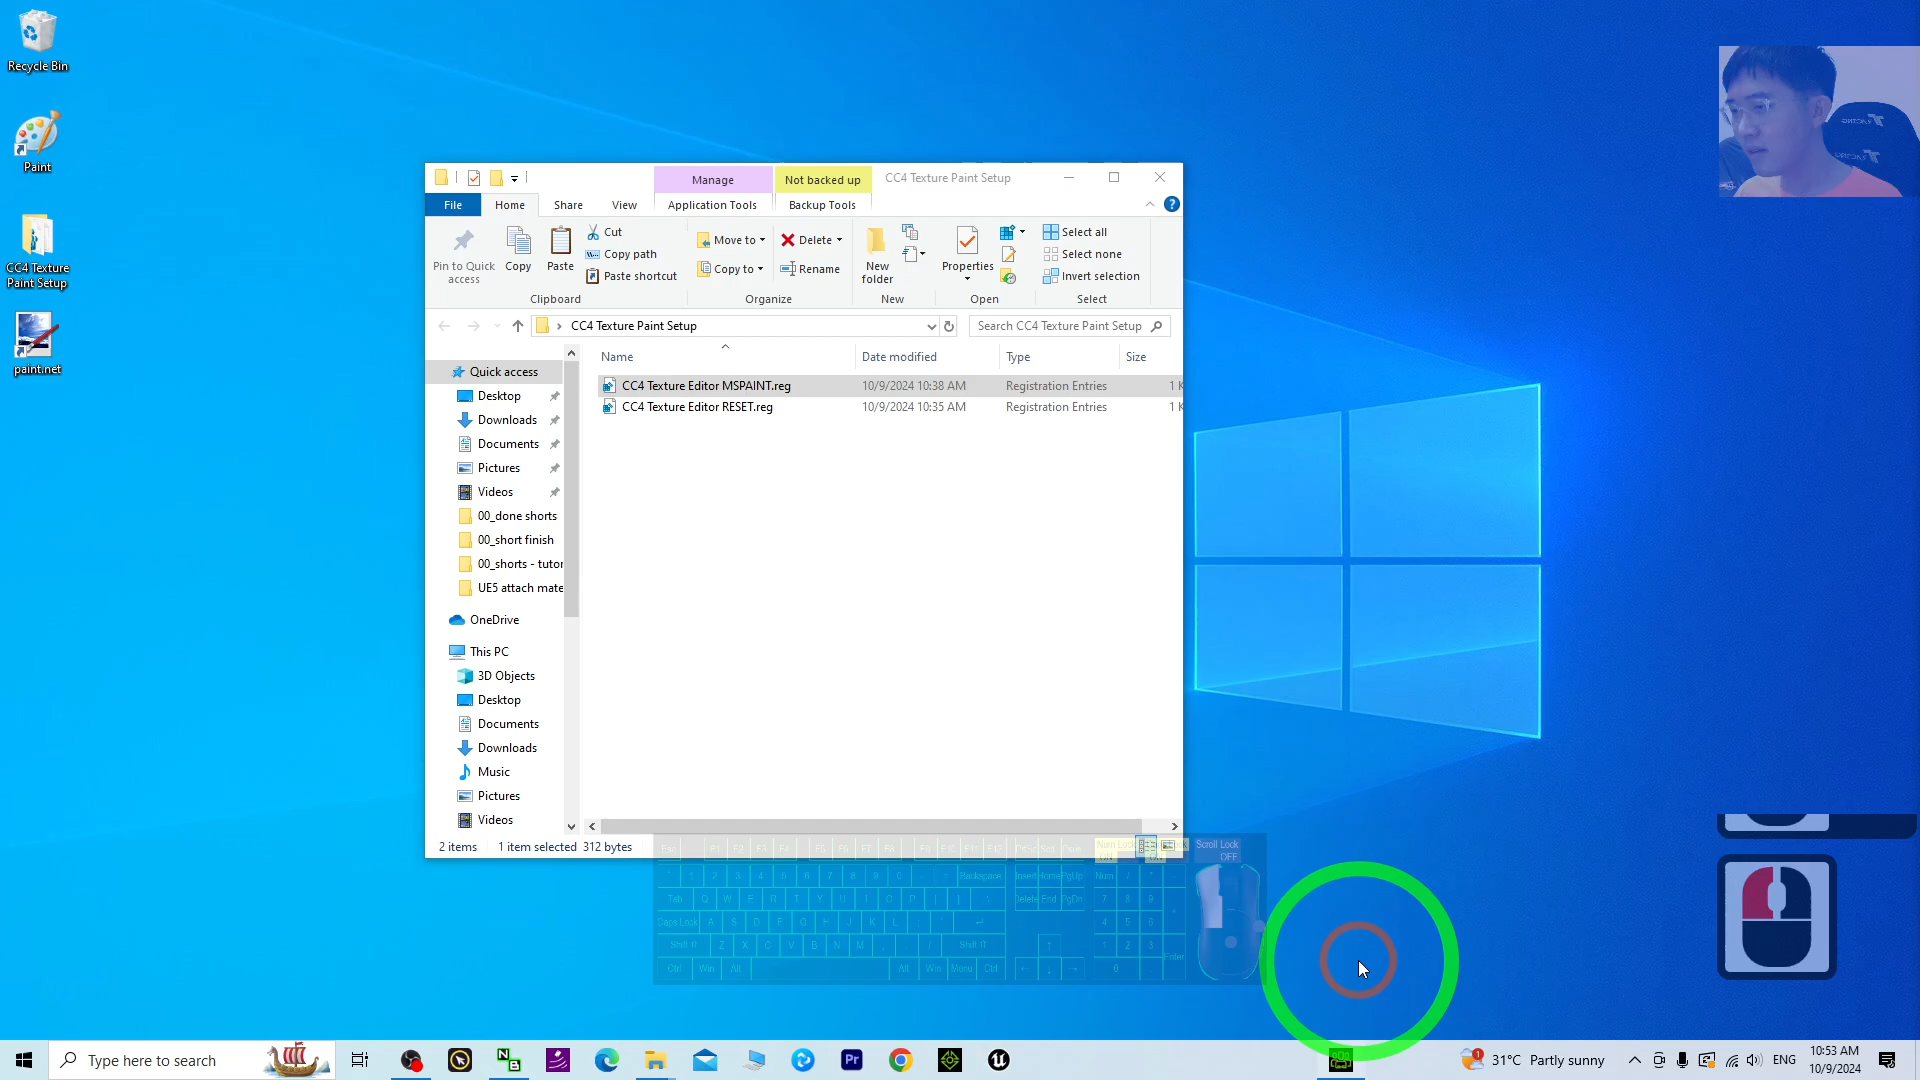 Recycle Bin
Paint
CC4 Texture
Paint Setup
paint.net
Manage
Not backed up
CC4 Texture Paint Setup
File
Home
Share
View
Application Tools
Backup Tools
Pin to Quick
access
Copy
Paste
Cut
Copy path
Paste shortcut
Clipboard
Move to
Copy to
Delete
Rename
Organize
New
folder
New
Properties
Open
Select all
Select none
Invert selection
Select
CC4 Texture Paint Setup
Search CC4 Texture Paint Setup
Name
Date modified
Type
Size
CC4 Texture Editor MSPAINT.reg
10/9/2024 10:38 AM
Registration Entries
1 K
CC4 Texture Editor RESET.reg
10/9/2024 10:35 AM
Registration Entries
1 K
Quick access
Desktop
Downloads
Documents
Pictures
Videos
00_done shorts
00_short finish
00_shorts - tutor
UE5 attach mate
OneDrive
This PC
3D Objects
Desktop
Documents
Downloads
Music
Pictures
Videos
2 items
1 item selected
312 bytes
Scroll Lock
OFF
Type here to search
31°C Partly sunny
ENG
10:53 AM
10/9/2024